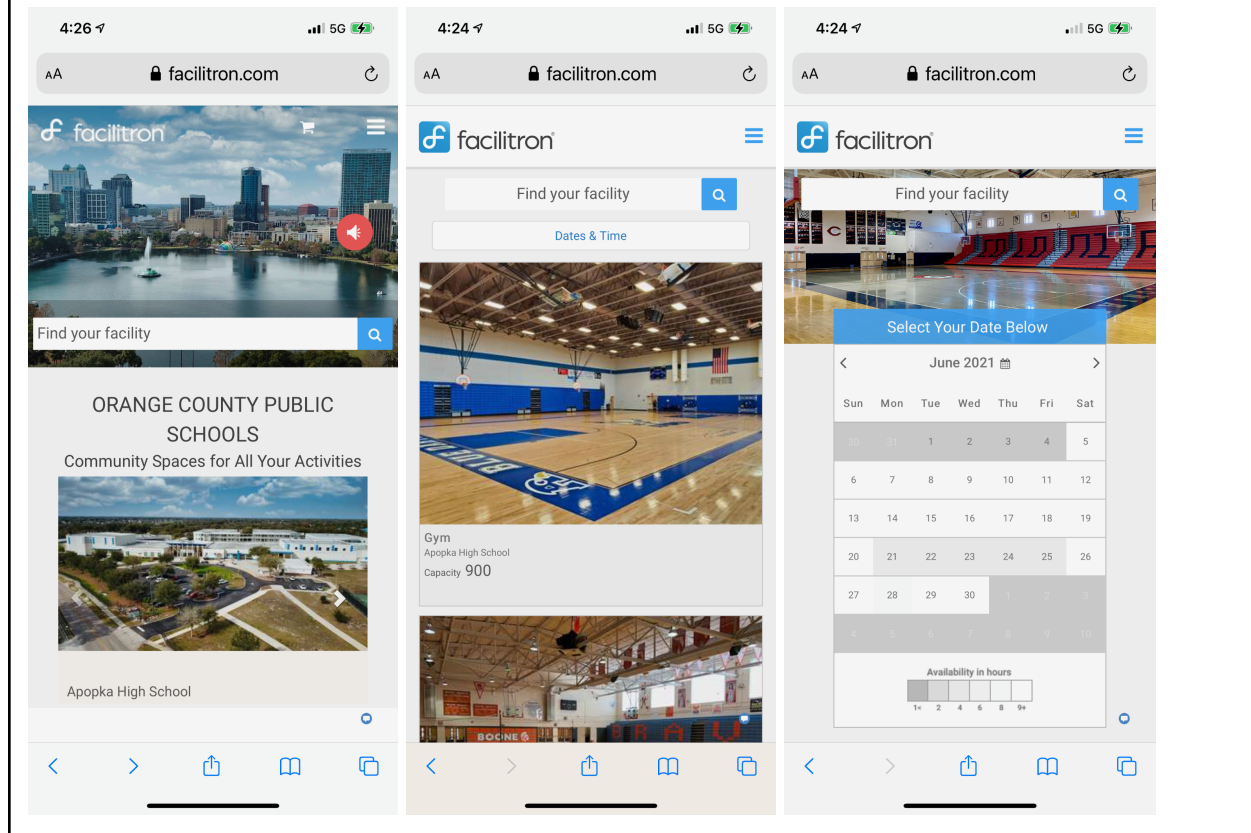 4:26
5G
AA
facilitron.com
facilitron
Find your facility
ORANGE COUNTY PUBLIC
SCHOOLS
Community Spaces for All Your Activities
Apopka High School
4:24
5G
AA
facilitron.com
facilitron
Find your facility
Dates & Time
Gym
Apopka High School
Capacity 900
BOONE
BRAV
4:24
5G
AA
facilitron.com
facilitron
Find your facility
C
Select Your Date Below
June 2021
Sun Mon Tue Wed Thu Fri Sat
30 31 1 2 3 4 5
6 7 8 9 10 11 12
13 14 15 16 17 18 19
20 21 22 23 24 25 26
27 28 29 30 1 2 3
4 5 6 7 8 9 10
Availability in hours
1< 2 4 6 8 9+